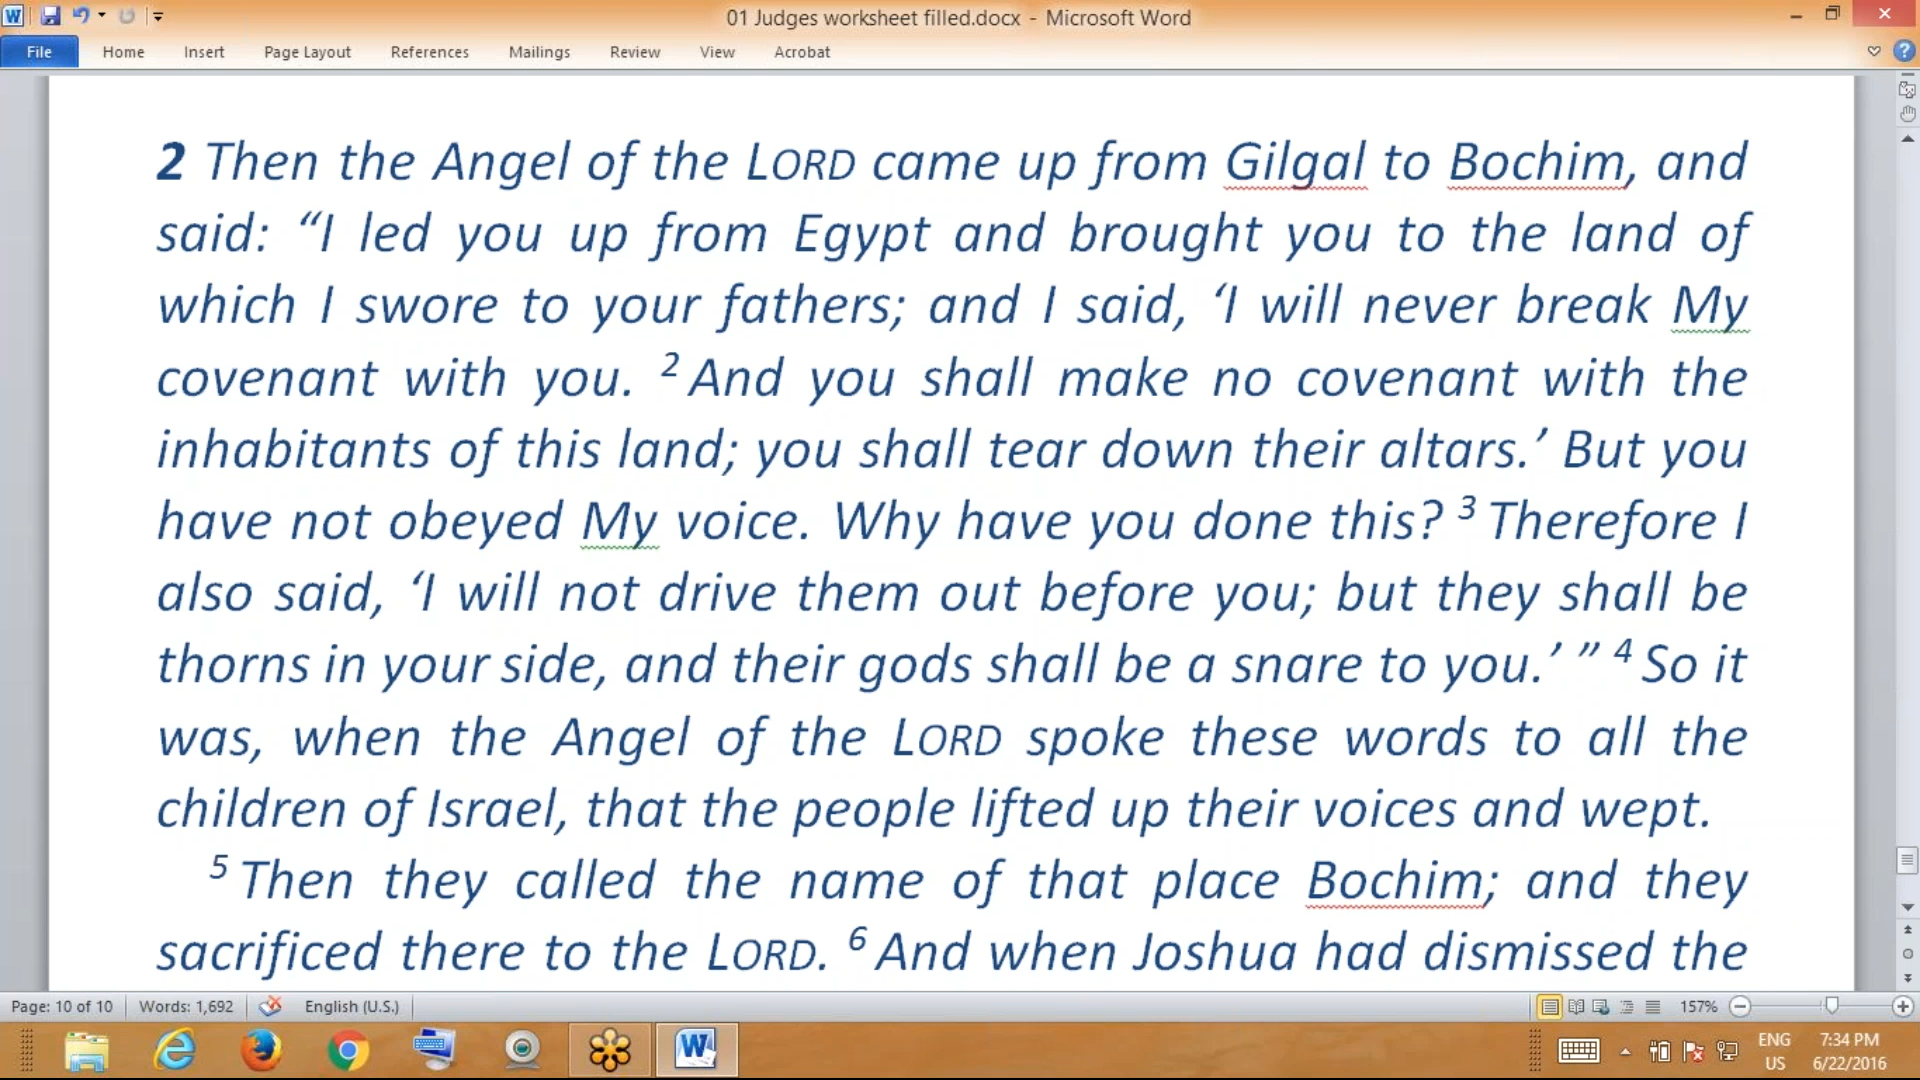 01 Judges worksheet filled.docx - Microsoft Word
File Home Insert Page Layout References Mailings Review View Acrobat
2 Then the Angel of the LORD came up from Gilgal to Bochim, and
said: “I led you up from Egypt and brought you to the land of
which I swore to your fathers; and I said, ‘I will never break My
covenant with you. 2 And you shall make no covenant with the
inhabitants of this land; you shall tear down their altars.’ But you
have not obeyed My voice. Why have you done this? 3 Therefore I
also said, ‘I will not drive them out before you; but they shall be
thorns in your side, and their gods shall be a snare to you.’ ” 4 So it
was, when the Angel of the LORD spoke these words to all the
children of Israel, that the people lifted up their voices and wept.
5 Then they called the name of that place Bochim; and they
sacrificed there to the LORD. 6 And when Joshua had dismissed the
Page: 10 of 10 Words: 1,692 English (U.S.) 157%
ENG 7:34 PM
US 6/22/2016